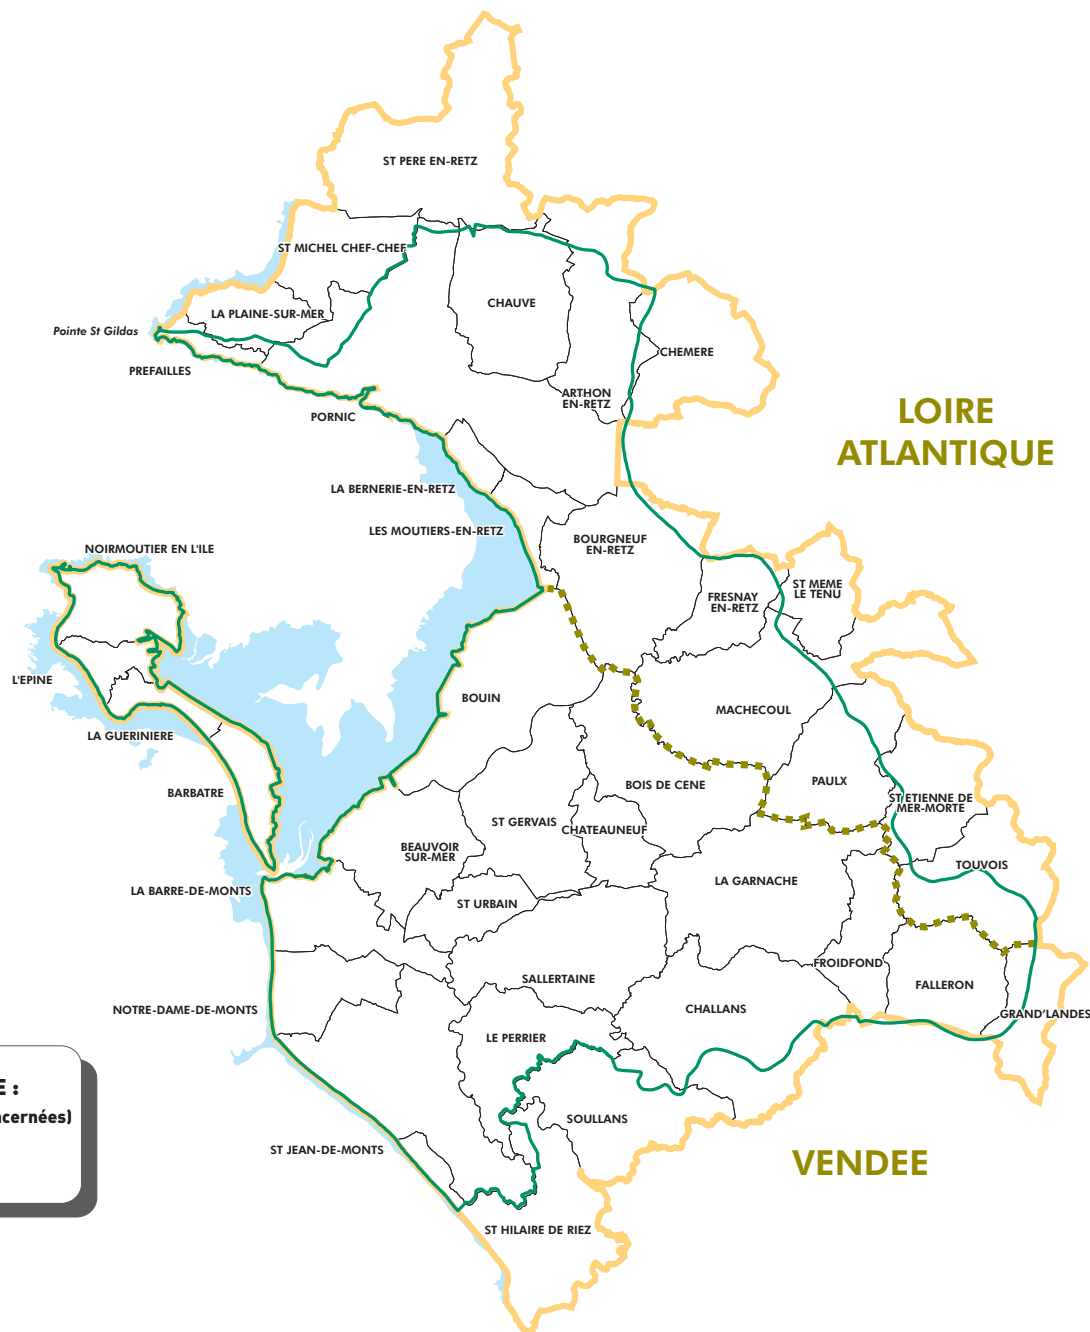 ST PERE EN-RETZ
ST MICHEL CHEF-CHEF
CHAUVE
LA PLAINE-SUR-MER
Pointe St Gildas
CHEMERE
PREFAILLES
ARTHON
EN-RETZ
LOIRE
ATLANTIQUE
PORNIC
LA BERNERIE-EN-RETZ
LES MOUTIERS-EN-RETZ
BOURGNEUF
EN-RETZ
NOIRMOUTIER EN L'ILE
ST MEME
LE TENU
FRESNAY
EN-RETZ
L'EPINE
BOUIN
MACHECOUL
LA GUERINIERE
BOIS DE CENE
PAULX
BARBATRE
ST ETIENNE DE
MER-MORTE
ST GERVAIS
CHATEAUNEUF
BEAUVOIR
SUR-MER
TOUVOIS
LA GARNACHE
LA BARRE-DE-MONTS
ST URBAIN
FROIDFOND
SALLERTAINE
FALLERON
NOTRE-DAME-DE-MONTS
CHALLANS
GRAND'LANDES
LE PERRIER
E :
cernées)
SOULLANS
ST JEAN-DE-MONTS
VENDEE
ST HILAIRE DE RIEZ